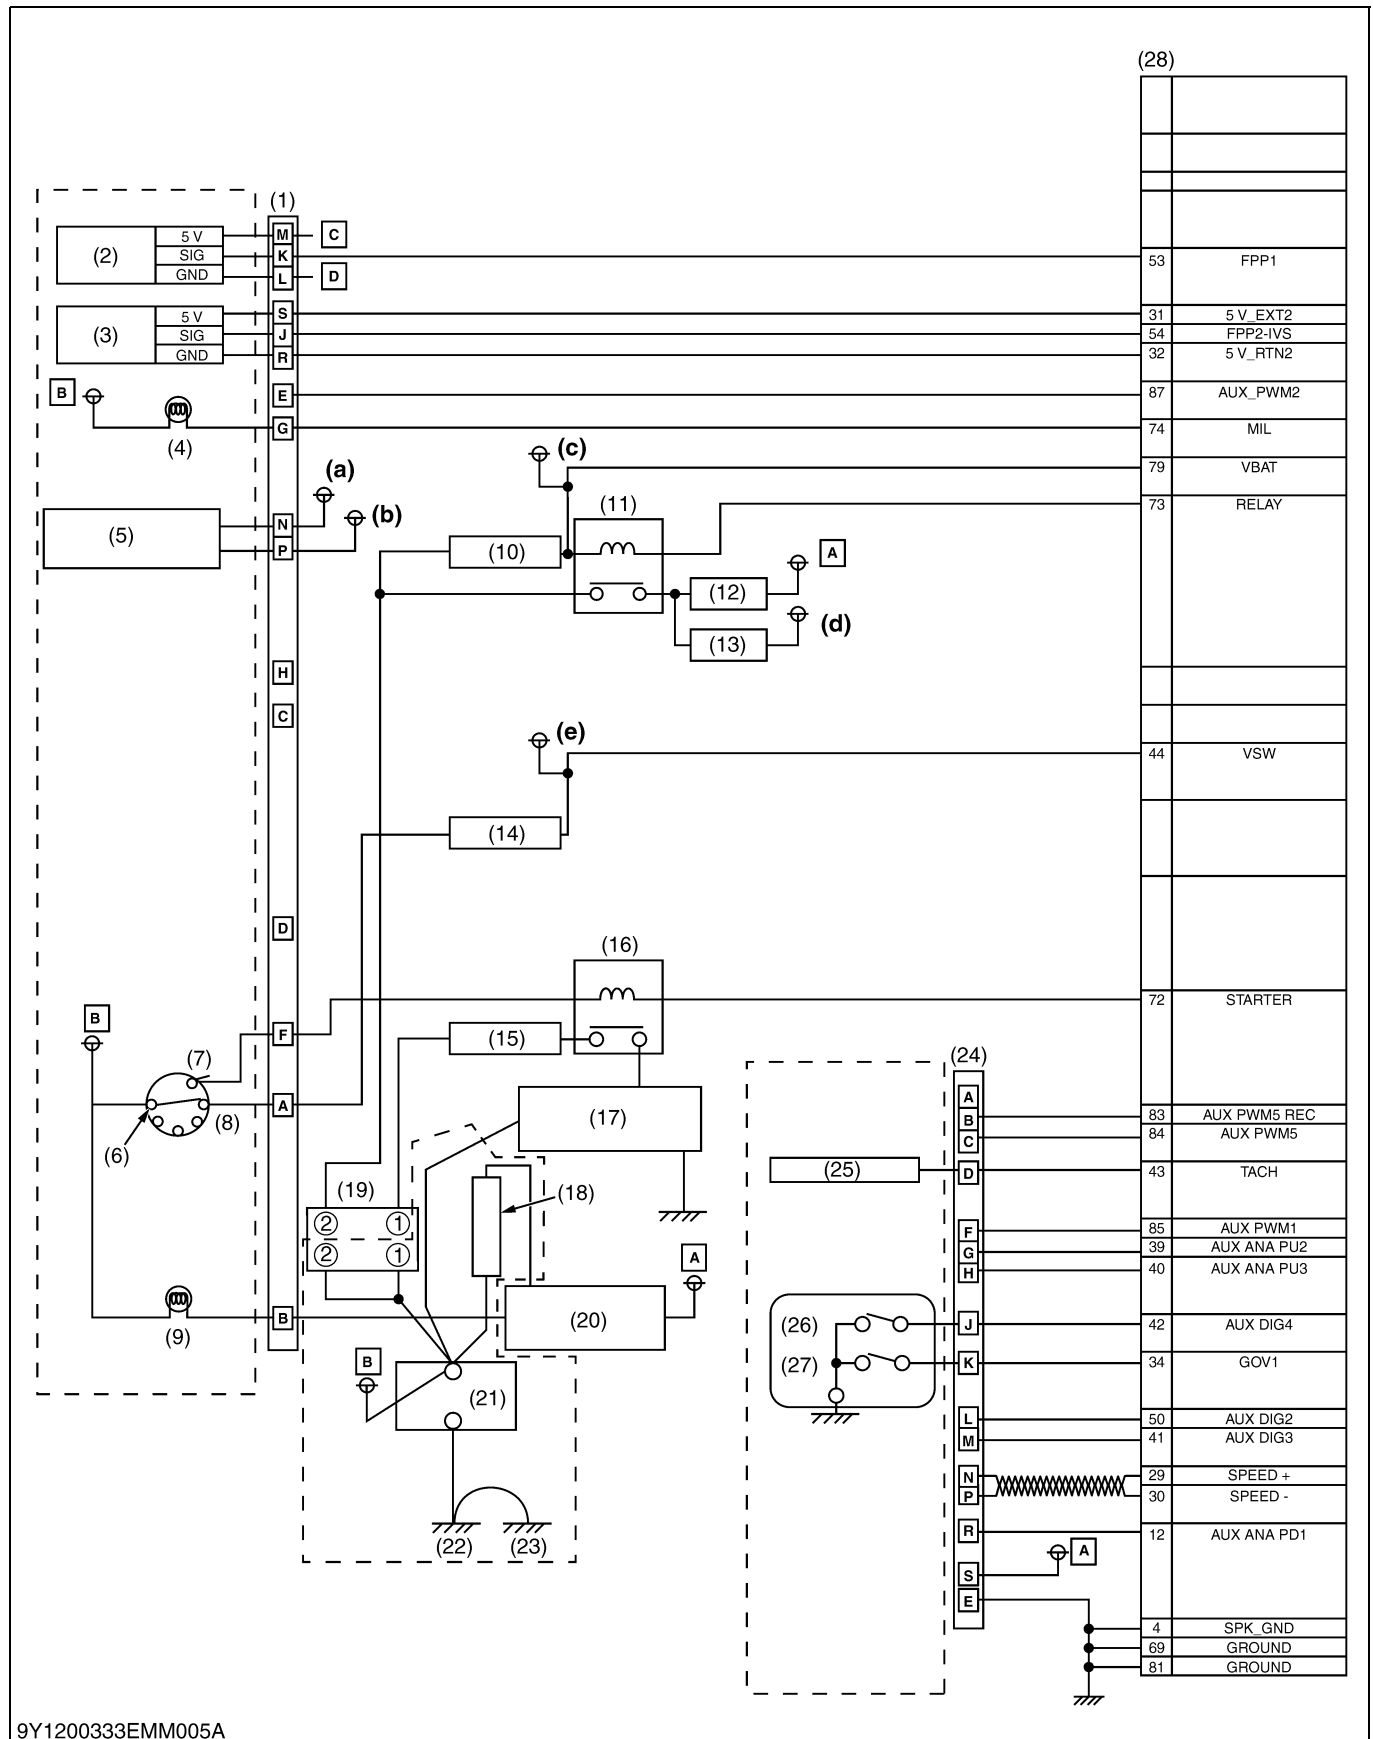 (28)
(1)
(2) 5 V M C
SIG K 53 FPP1
GND L D
(3) 5 V S 31 5 V_EXT2
SIG J 54 FPP2-IVS
GND R 32 5 V_RTN2
B E 87 AUX_PWM2
G 74 MIL
(4)
(c)
79 VBAT
(a)
(11) 73 RELAY
(b)
(5) N
P (10) A
(12)
(d)
(13)
H
C
(e)
44 VSW
(14)
D
(16)
72 STARTER
B
F (15)
(7)
(24)
A
(8) A (17) B 83 AUX PWM5 REC
C 84 AUX PWM5
(6)
(25) D 43 TACH
(19) (18)
2 1
F 85 AUX PWM1
G 39 AUX ANA PU2
2 1 A
H 40 AUX ANA PU3
(9) B (20) (26) J 42 AUX DIG4
B (27) K 34 GOV1
(21)
L 50 AUX DIG2
M 41 AUX DIG3
N 29 SPEED +
P 30 SPEED -
R 12 AUX ANA PD1
(22) (23) A
S
E
4 SPK_GND
69 GROUND
81 GROUND
9Y1200333EMM005A